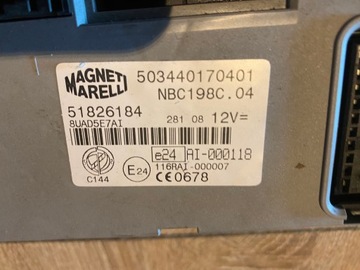 MAGNETI MARELLI
503440170401
NBC198C.04
51826184
8UAD5E7AI
281 08 12V=
e24 AI-000118
116RAI-000007
C144
E24
CE0678